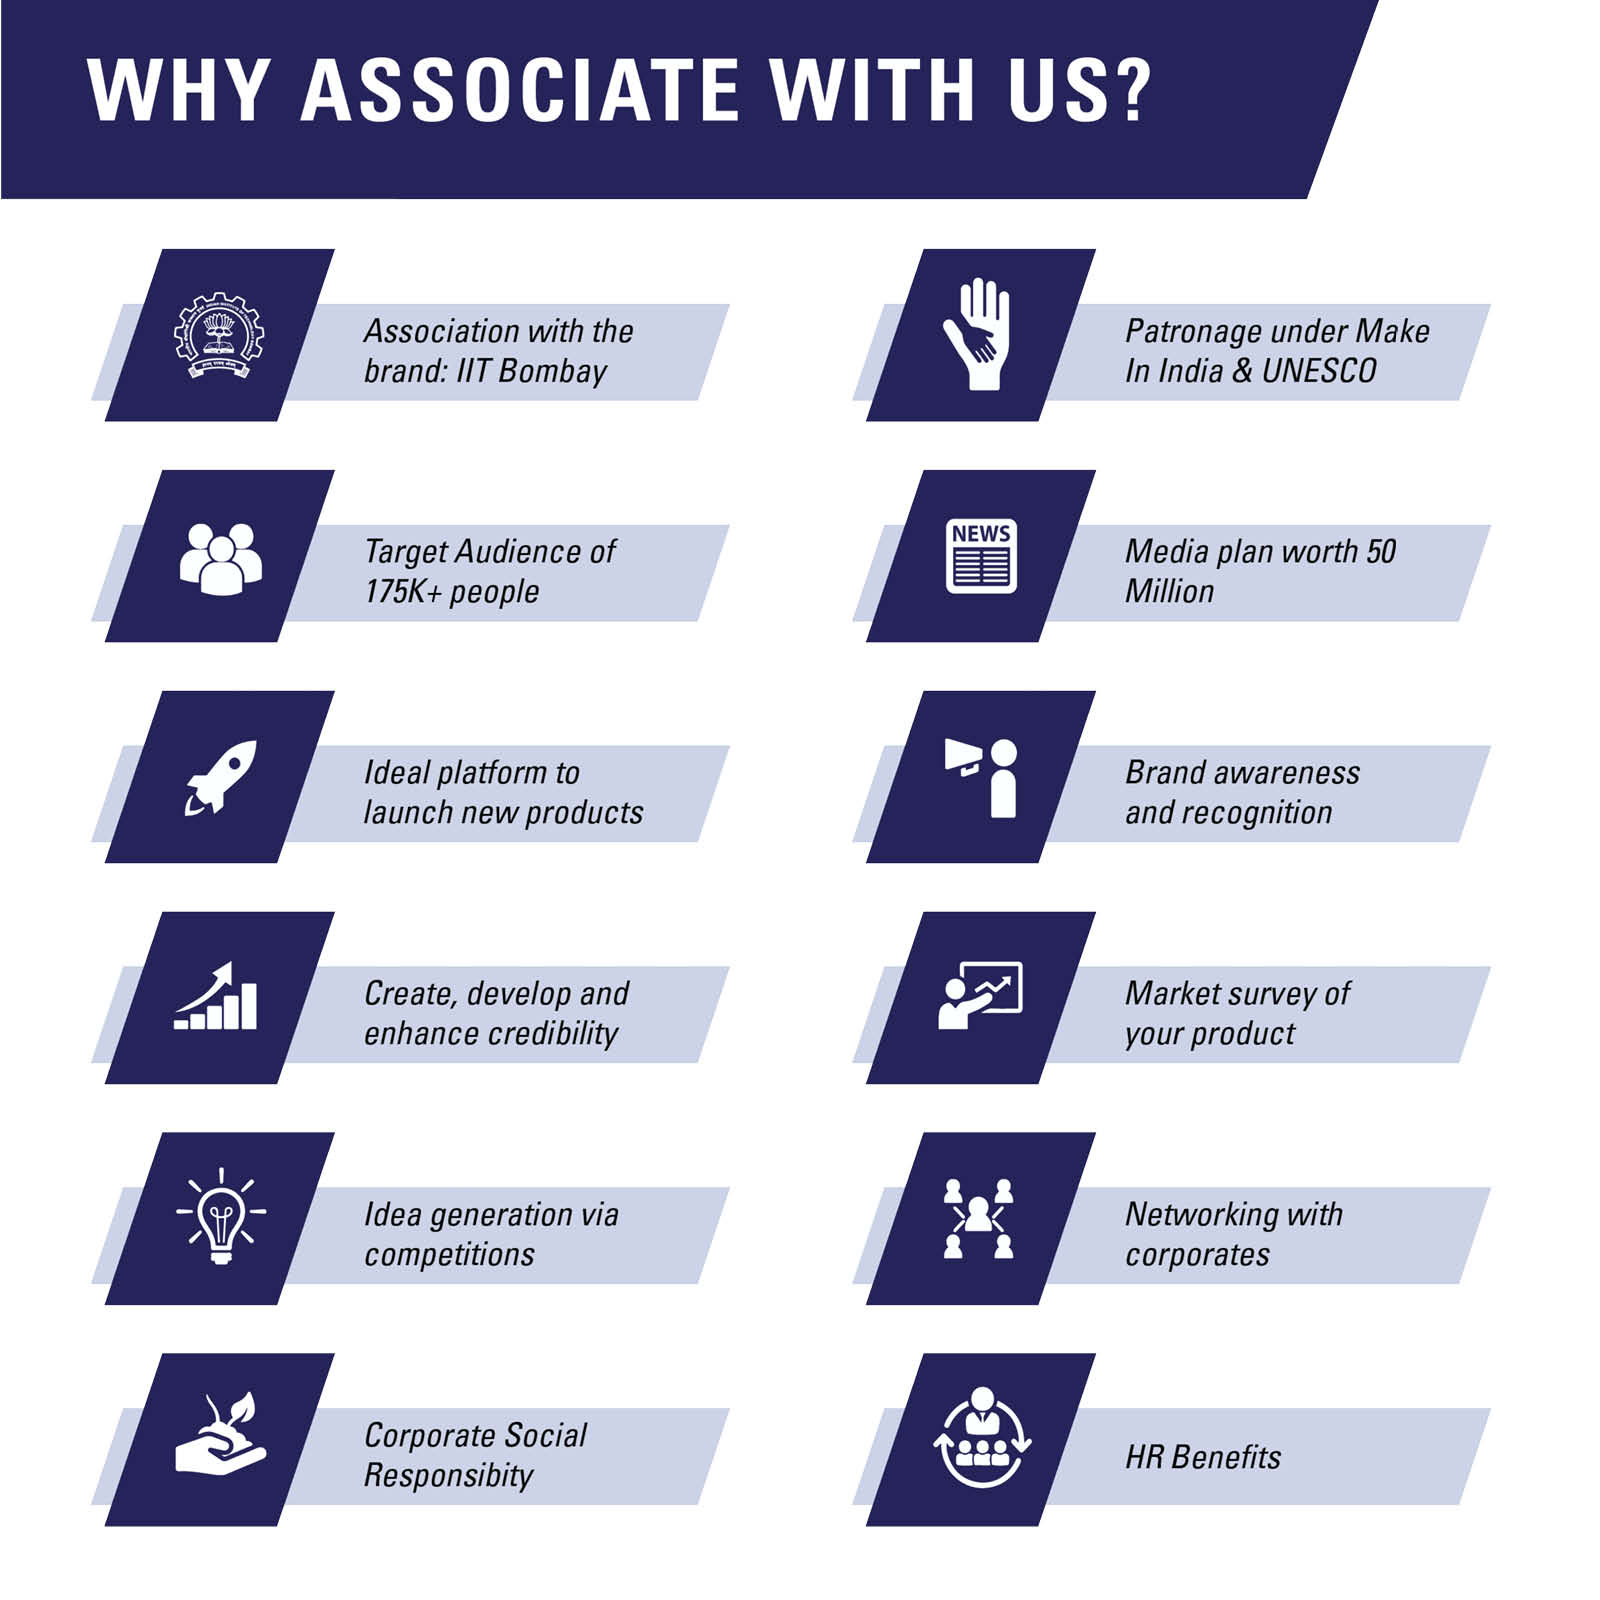 WHY ASSOCIATE WITH US?
Association with the
brand: IIT Bombay
Patronage under Make
In India & UNESCO
Target Audience of
175K+ people
NEWS
Media plan worth 50
Million
Ideal platform to
launch new products
Brand awareness
and recognition
Create, develop and
enhance credibility
Market survey of
your product
Idea generation via
competitions
Networking with
corporates
Corporate Social
Responsibity
HR Benefits